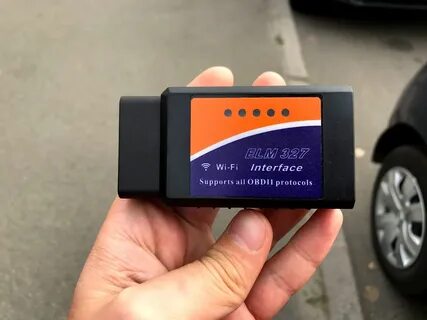 ELM 327
Wi-Fi Interface
Supports all OBDII protocols